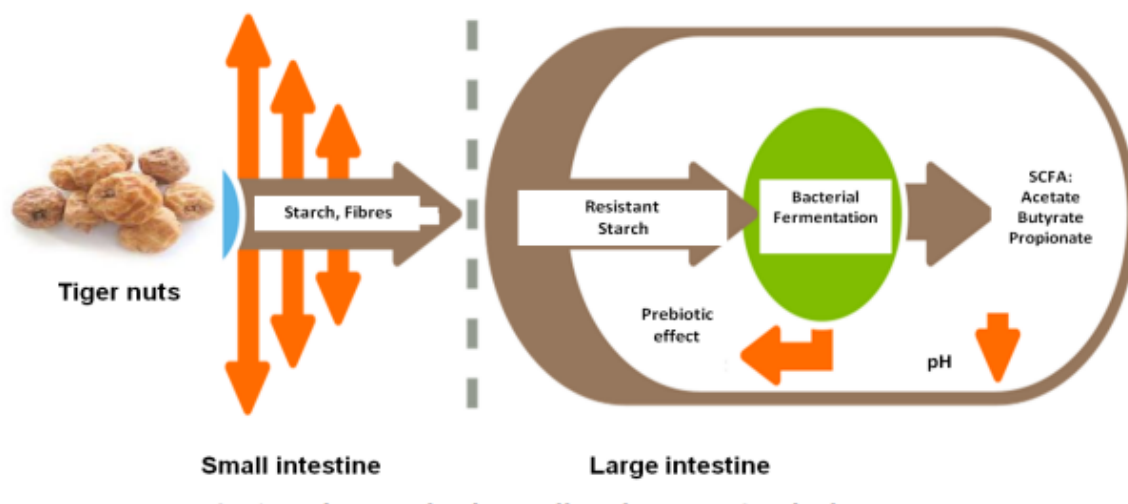 Tiger nuts
Starch, Fibres
Resistant
Starch
Bacterial
Fermentation
SCFA:
Acetate
Butyrate
Propionate
Prebiotic
effect
pH
Small intestine
Large intestine